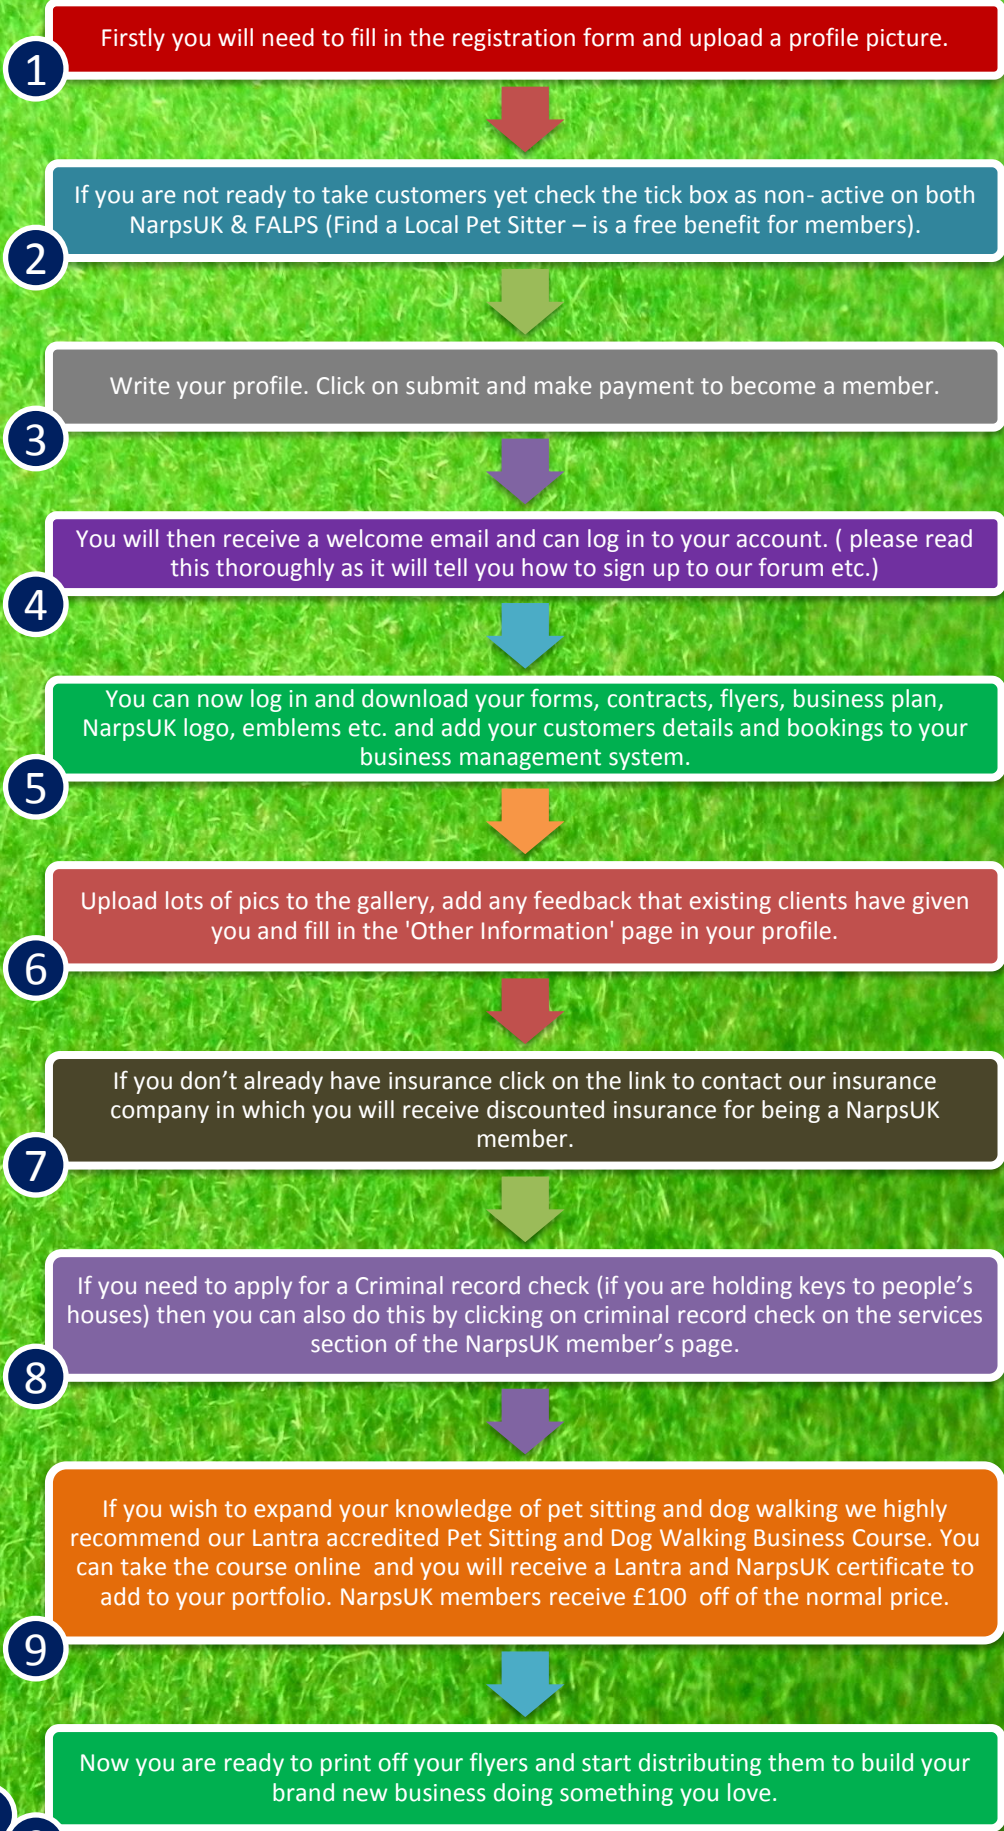 Firstly you will need to fill in the registration form and upload a profile picture.
1
If you are not ready to take customers yet check the tick box as non- active on both
NarpsUK & FALPS (Find a Local Pet Sitter – is a free benefit for members).
2
Write your profile. Click on submit and make payment to become a member.
3
You will then receive a welcome email and can log in to your account. ( please read
this thoroughly as it will tell you how to sign up to our forum etc.)
4
You can now log in and download your forms, contracts, flyers, business plan,
NarpsUK logo, emblems etc. and add your customers details and bookings to your
business management system.
5
Upload lots of pics to the gallery, add any feedback that existing clients have given
you and fill in the 'Other Information' page in your profile.
6
If you don’t already have insurance click on the link to contact our insurance
company in which you will receive discounted insurance for being a NarpsUK
member.
7
If you need to apply for a Criminal record check (if you are holding keys to people’s
houses) then you can also do this by clicking on criminal record check on the services
section of the NarpsUK member’s page.
8
If you wish to expand your knowledge of pet sitting and dog walking we highly
recommend our Lantra accredited Pet Sitting and Dog Walking Business Course. You
can take the course online  and you will receive a Lantra and NarpsUK certificate to
add to your portfolio. NarpsUK members receive £100  off of the normal price.
9
Now you are ready to print off your flyers and start distributing them to build your
brand new business doing something you love.